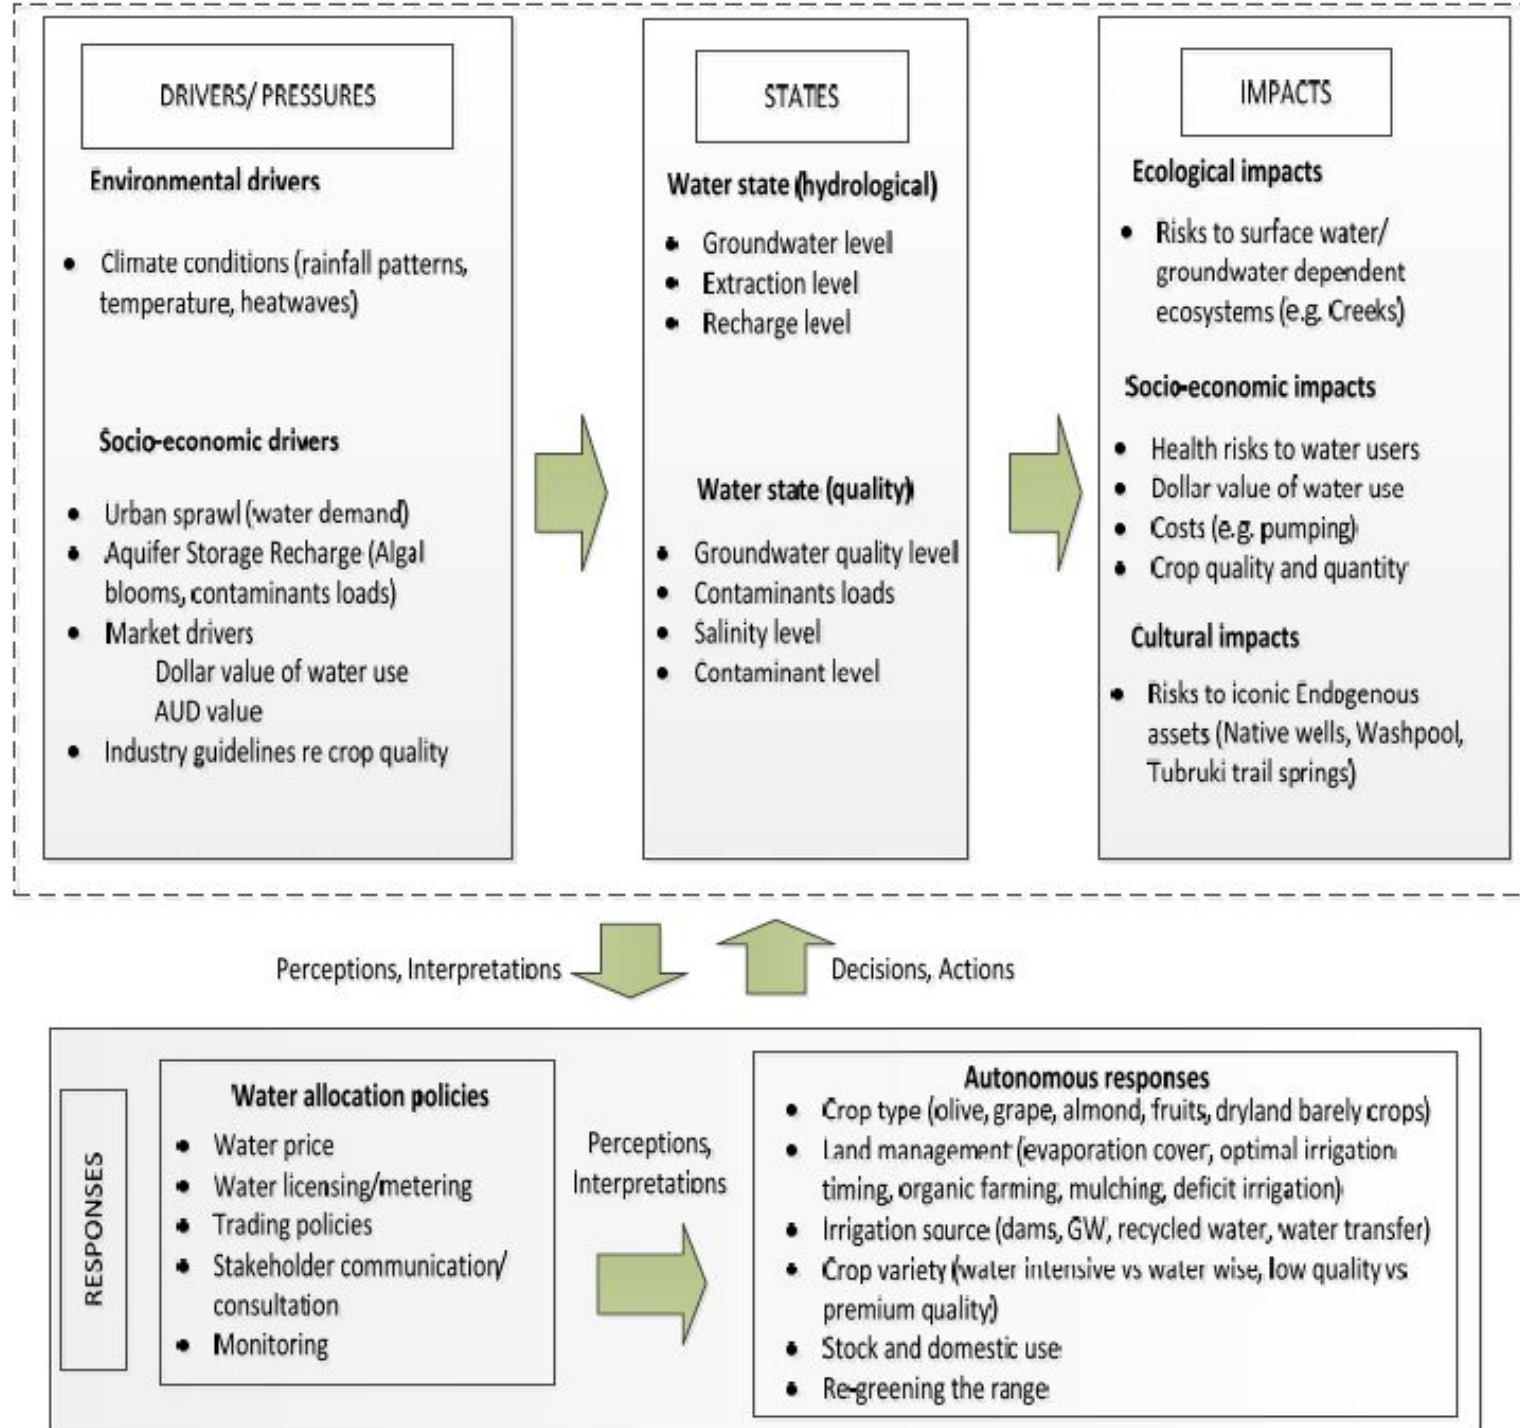 DRIVERS/ PRESSURES
Environmental drivers
• Climate conditions (rainfall patterns,
temperature, heatwaves)
Socio-economic drivers
• Urban sprawl (water demand)
• Aquifer Storage Recharge (Algal
blooms, contaminants loads)
• Market drivers
Dollar value of water use
AUD value
• Industry guidelines re crop quality
STATES
Water state (hydrological)
• Groundwater level
• Extraction level
• Recharge level
Water state (quality)
• Groundwater quality level
• Contaminants loads
• Salinity level
• Contaminant level
IMPACTS
Ecological impacts
• Risks to surface water/
groundwater dependent
ecosystems (e.g. Creeks)
Socio-economic impacts
• Health risks to water users
• Dollar value of water use
• Costs (e.g. pumping)
• Crop quality and quantity
Cultural impacts
• Risks to iconic Endogenous
assets (Native wells, Washpool,
Tubruki trail springs)
Perceptions, Interpretations
Decisions, Actions
RESPONSES
Water allocation policies
• Water price
• Water licensing/metering
• Trading policies
• Stakeholder communication/
consultation
• Monitoring
Perceptions,
Interpretations
Autonomous responses
• Crop type (olive, grape, almond, fruits, dryland barely crops)
• Land management (evaporation cover, optimal irrigation
timing, organic farming, mulching, deficit irrigation)
• Irrigation source (dams, GW, recycled water, water transfer)
• Crop variety (water intensive vs water wise, low quality vs
premium quality)
• Stock and domestic use
• Re-greening the range